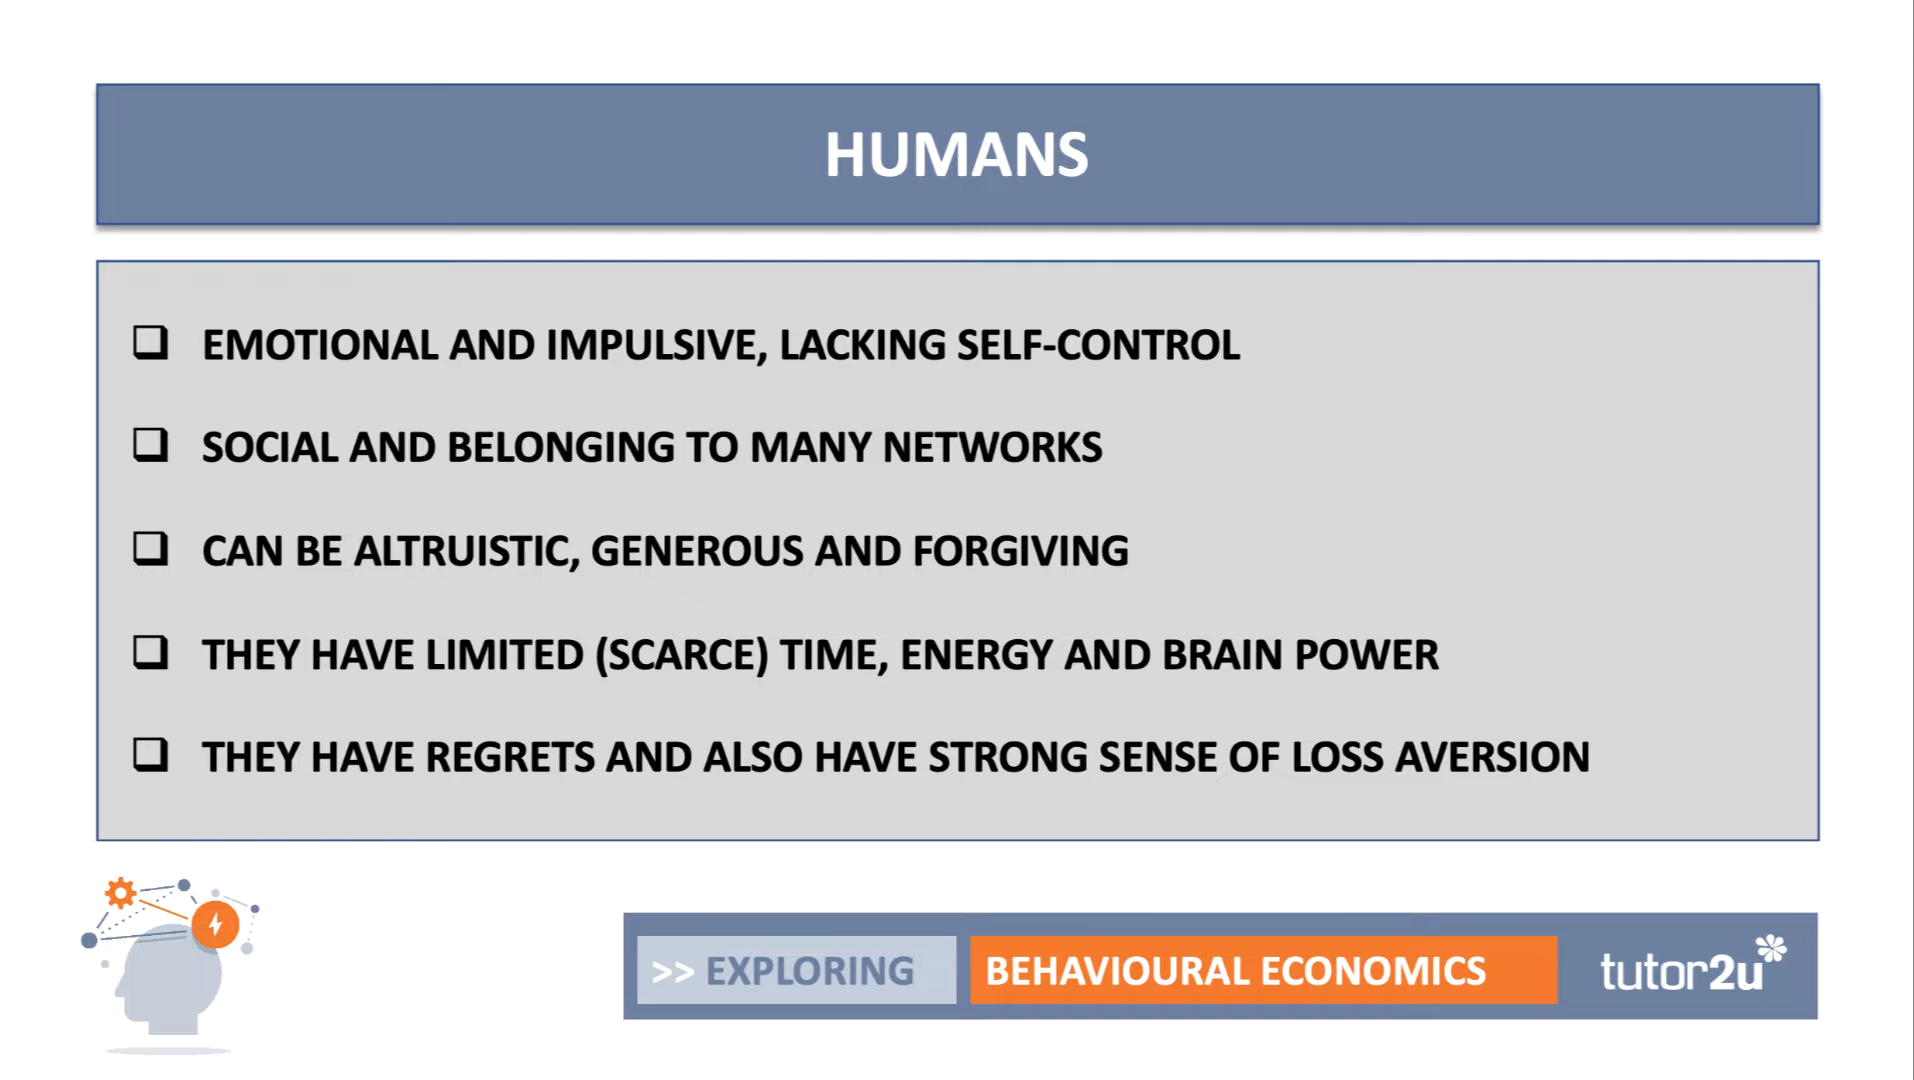 HUMANS
EMOTIONAL AND IMPULSIVE, LACKING SELF-CONTROL
SOCIAL AND BELONGING TO MANY NETWORKS
CAN BE ALTRUISTIC, GENEROUS AND FORGIVING
THEY HAVE LIMITED (SCARCE) TIME, ENERGY AND BRAIN POWER
THEY HAVE REGRETS AND ALSO HAVE STRONG SENSE OF LOSS AVERSION
>> EXPLORING BEHAVIOURAL ECONOMICS tutor2u